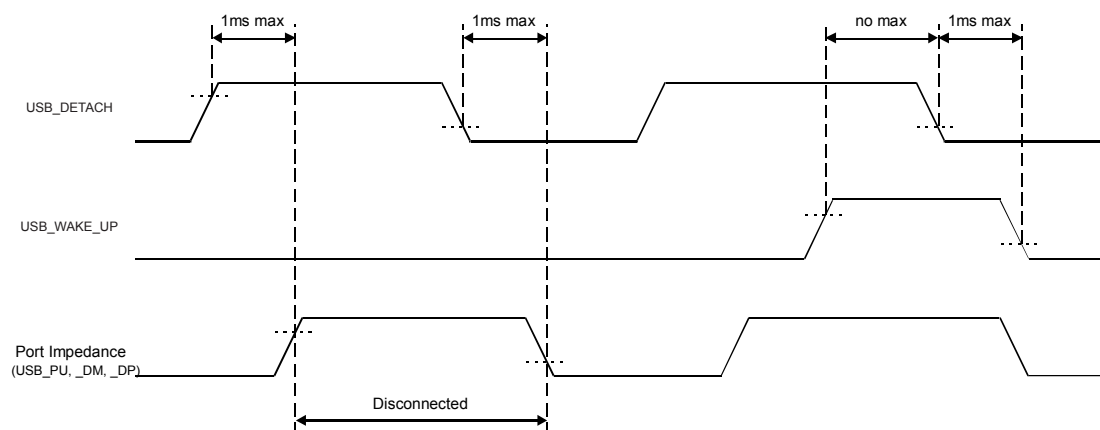 1ms max
1ms max
no max
1ms max
USB_DETACH
USB_WAKE_UP
Port Impedance
(USB_PU, _DM, _DP)
Disconnected